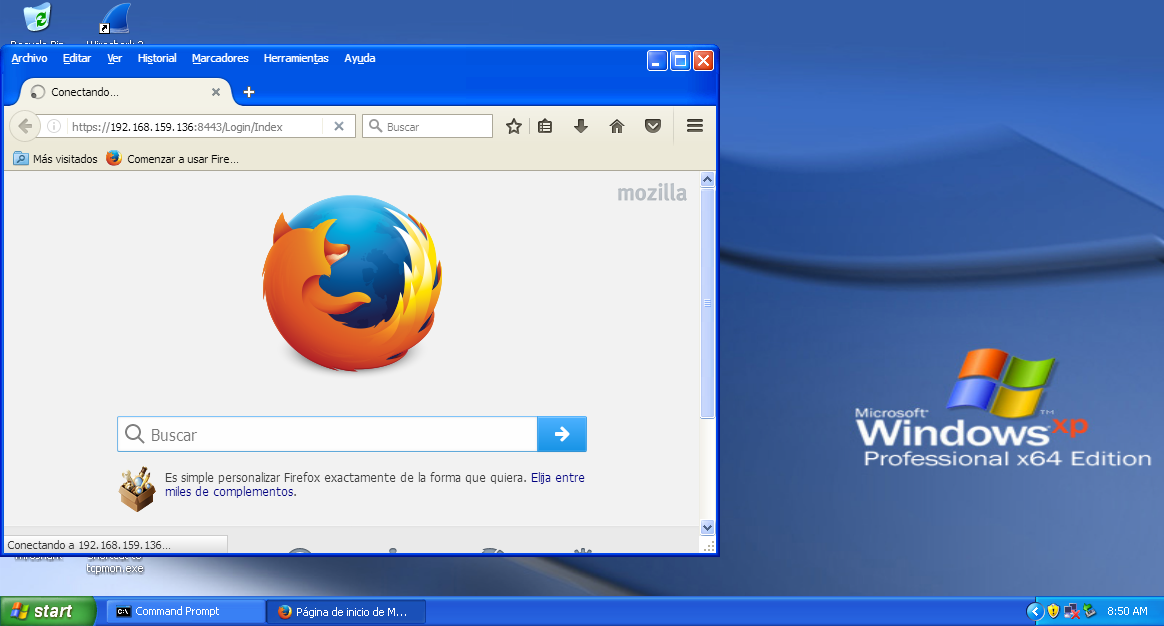 Archivo Editar Ver Historial Marcadores Herramientas Ayuda
Conectando...
https://192.168.159.136:8443/Login/Index
Buscar
Más visitados
Comenzar a usar Fire...
mozilla
Buscar
Es simple personalizar Firefox exactamente de la forma que quiera. Elija entre
miles de complementos.
Conectando a 192.168.159.136...
tcpmon.exe
Microsoft
Windows xp
TM
Professional x64 Edition
start
Command Prompt
Página de inicio de M...
8:50 AM